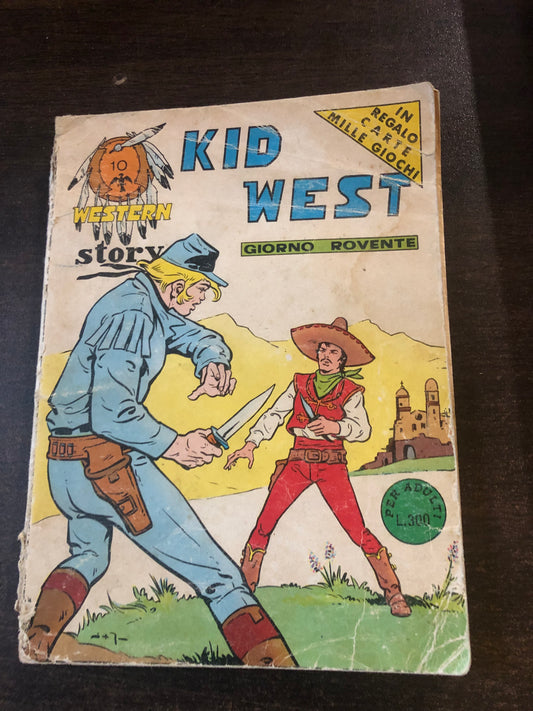 IN
REGALO
CARTE
MILLE GIOCHI
10
WESTERN
story
KID
WEST
GIORNO ROVENTE
PER ADULTI
L.300